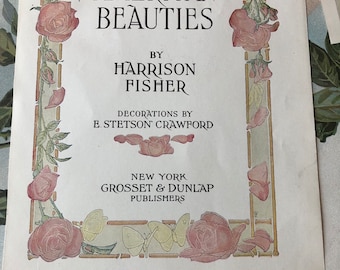 BEAUTIES
BY
HARRISON
FISHER
DECORATIONS BY
E STETSON CRAWFORD
NEW YORK
GROSSET & DUNLAP
PUBLISHERS